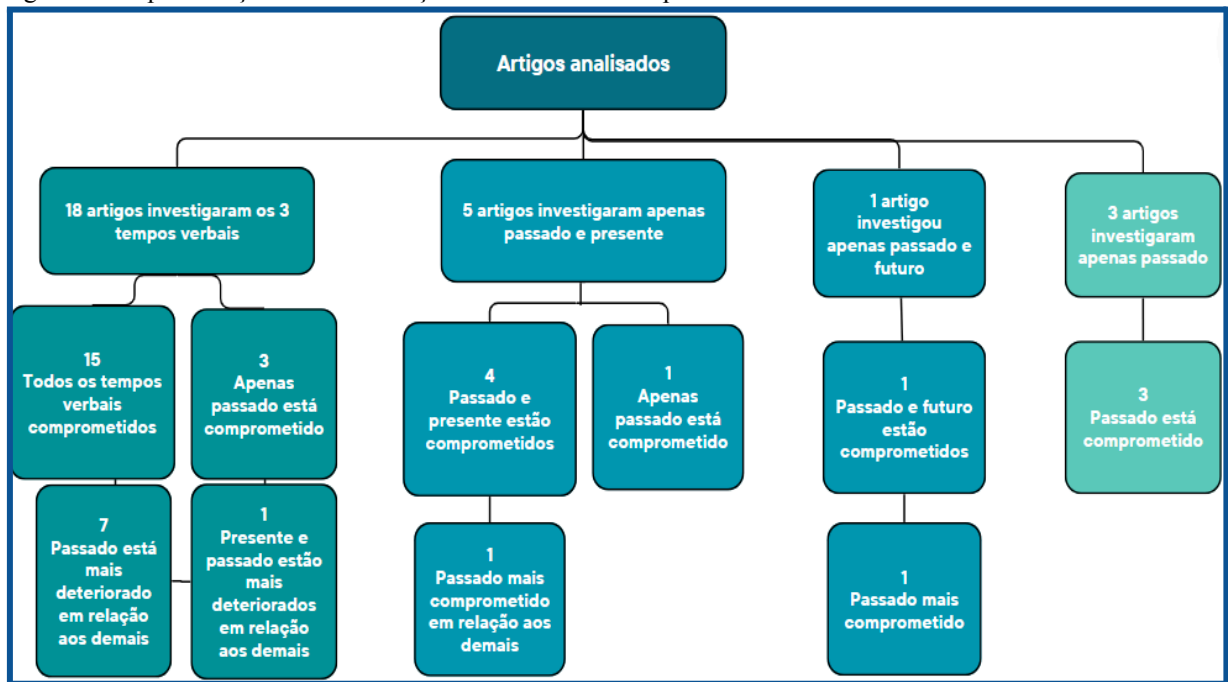 Artigos analisados
18 artigos investigaram os 3
tempos verbais
5 artigos investigaram apenas
passado e presente
1 artigo
investigou
apenas passado e
futuro
3 artigos
investigaram
apenas passado
15
Todos os tempos
verbais
comprometidos
3
Apenas
passado está
comprometido
4
Passado e
presente estão
comprometidos
1
Apenas
passado está
comprometido
1
Passado e futuro
estão
comprometidos
3
Passado está
comprometido
7
Passado está
mais
deteriorado
em relação
aos demais
1
Presente e
passado estão
mais
deteriorados
em relação
aos demais
1
Passado mais
comprometido
em relação aos
demais
1
Passado mais
comprometido